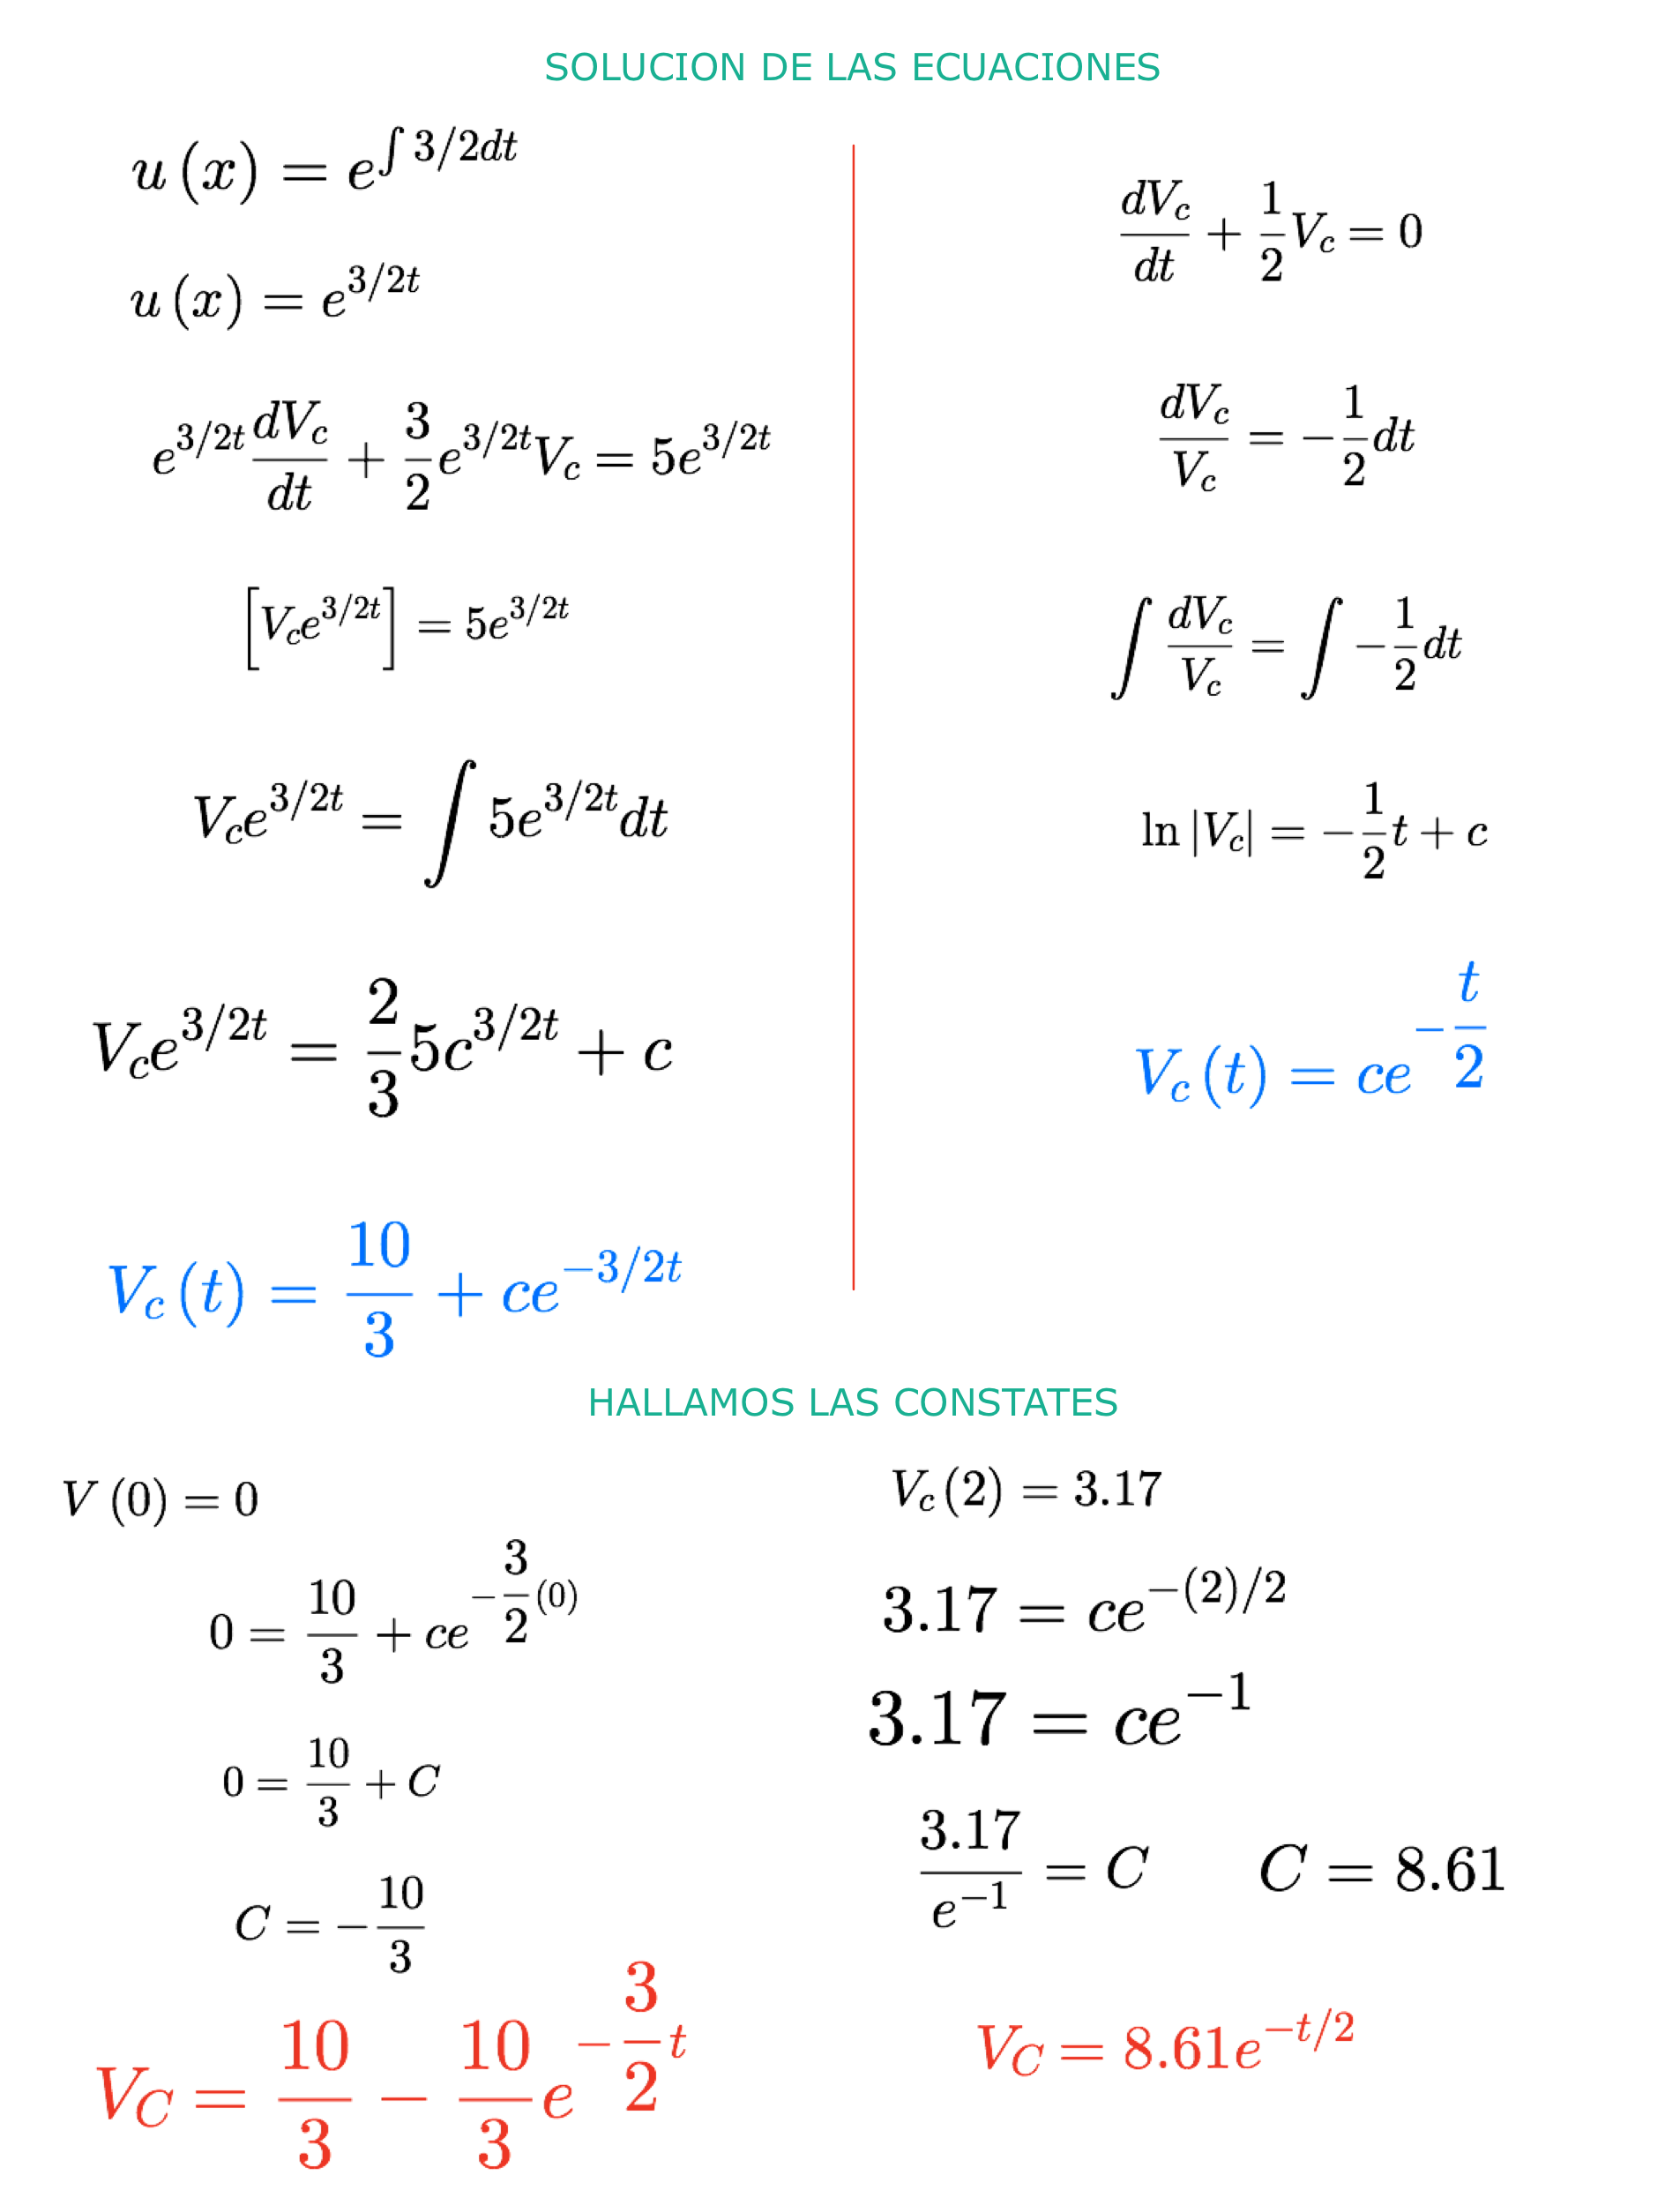 SOLUCION DE LAS ECUACIONES
u (x) = e^{∫ 3/2dt}
u (x) = e^{3/2t}
e^{3/2t} \frac{dV_c}{dt} + \frac{3}{2} e^{3/2t} V_c = 5e^{3/2t}
[V_c e^{3/2t}] = 5e^{3/2t}
V_c e^{3/2t} = ∫ 5e^{3/2t} dt
V_c e^{3/2t} = \frac{2}{3} 5c^{3/2t} + c
V_c (t) = \frac{10}{3} + ce^{-3/2t}
\frac{dV_c}{dt} + \frac{1}{2} V_c = 0
\frac{dV_c}{V_c} = -\frac{1}{2} dt
∫ \frac{dV_c}{V_c} = ∫ -\frac{1}{2} dt
ln |V_c| = -\frac{1}{2} t + c
V_c (t) = ce^{-\frac{t}{2}}
HALLAMOS LAS CONSTATES
V (0) = 0
0 = \frac{10}{3} + ce^{-\frac{3}{2}(0)}
0 = \frac{10}{3} + C
C = -\frac{10}{3}
V_C = \frac{10}{3} - \frac{10}{3} e^{-\frac{3}{2}t}
V_c (2) = 3.17
3.17 = ce^{-(2)/2}
3.17 = ce^{-1}
\frac{3.17}{e^{-1}} = C C = 8.61
V_C = 8.61e^{-t/2}